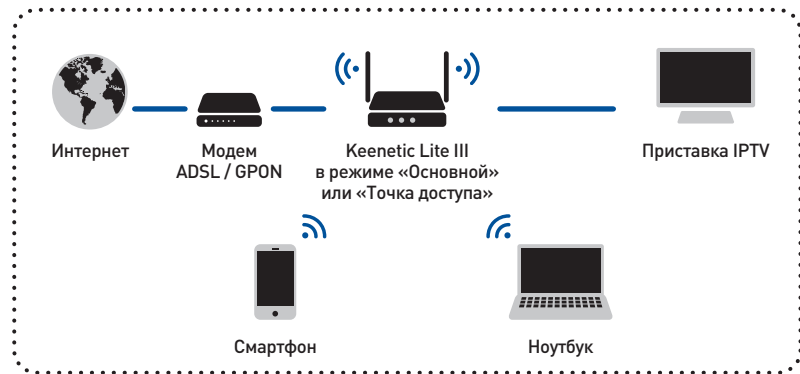 Интернет
Модем
ADSL / GPON
Keenetic Lite III
в режиме «Основной»
или «Точка доступа»
Приставка IPTV
Смартфон
Ноутбук